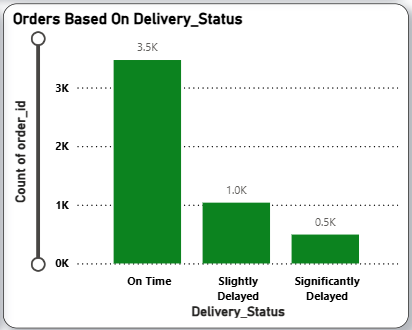 Orders Based On Delivery_Status
Count of order_id
3.5K
3K
2K
1K
0K
1.0K
0.5K
On Time
Slightly
Delayed
Significantly
Delayed
Delivery_Status